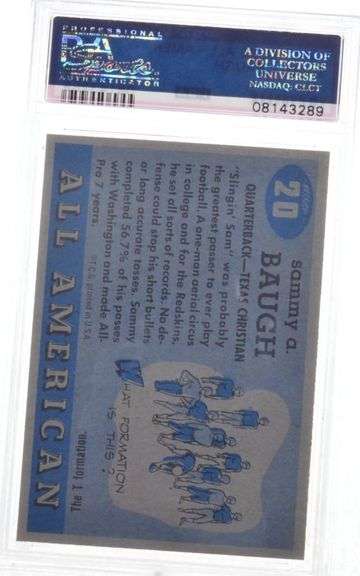 PROFESSIONAL
PSA
AUTHENTICATOR
A DIVISION OF
COLLECTORS
UNIVERSE
NASDAQ: CLCT
08143289
20
sammy a.
BAUGH
QUARTERBACK—TEXAS CHRISTIAN
"Slingin' Sam" was probably
the greatest passer to ever play
football. A one-man aerial circus
in college and for the Redskins,
he set all sorts of records. No de-
fense could stop his short bullets
or long accurate tosses. Sammy
completed 56.7% of his passes
with Washington and made All-
Pro 7 years.
©T.C.G. printed in U.S.A.
WHAT FORMATION
IS THIS?
The T formation.
ALL AMERICAN